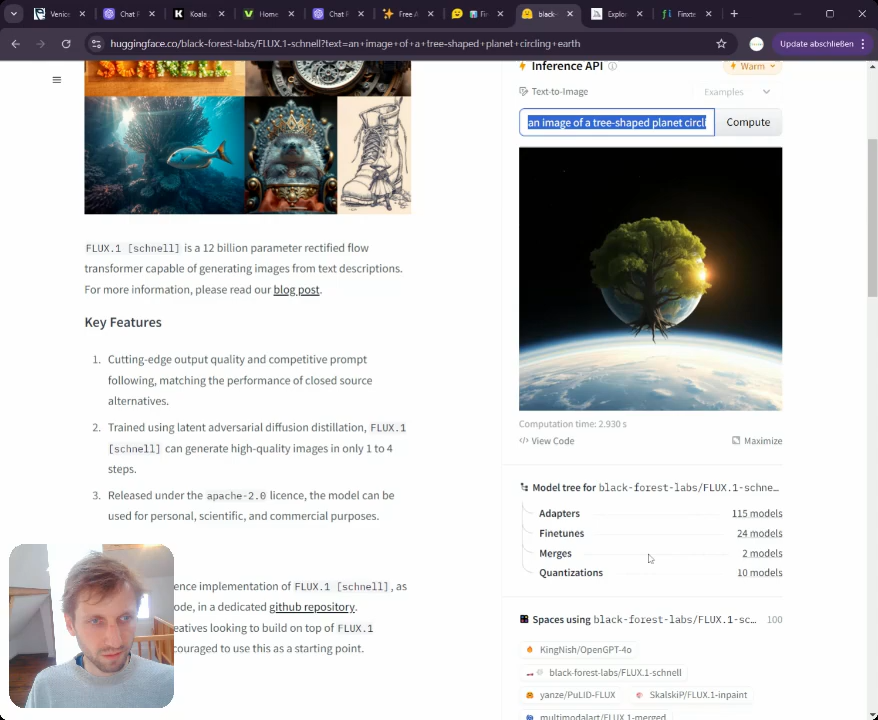 Venice
Chat F
Koala
Home
Chat F
Free A
Fin
black-
Explor
Finxte
huggingface.co/black-forest-labs/FLUX.1-schnell?text=an+image+of+a+tree-shaped+planet+circling+earth
Update abschließen
Inference API
Warm
Text-to-Image
Examples
an image of a tree-shaped planet circli
Compute
FLUX.1 [schnell] is a 12 billion parameter rectified flow
transformer capable of generating images from text descriptions.
For more information, please read our blog post.
Key Features
1. Cutting-edge output quality and competitive prompt
following, matching the performance of closed source
alternatives.
2. Trained using latent adversarial diffusion distillation, FLUX.1
[schnell] can generate high-quality images in only 1 to 4
steps.
3. Released under the apache-2.0 licence, the model can be
used for personal, scientific, and commercial purposes.
ence implementation of FLUX.1 [schnell], as
ode, in a dedicated github repository.
eatives looking to build on top of FLUX.1
couraged to use this as a starting point.
Computation time: 2.930 s
</> View Code
Maximize
Model tree for black-forest-labs/FLUX.1-schne...
Adapters 115 models
Finetunes 24 models
Merges 2 models
Quantizations 10 models
Spaces using black-forest-labs/FLUX.1-sc... 100
KingNish/OpenGPT-4o
black-forest-labs/FLUX.1-schnell
yanze/PuLID-FLUX
SkalskiP/FLUX.1-inpaint
multimodalart/FLUX.1-merged